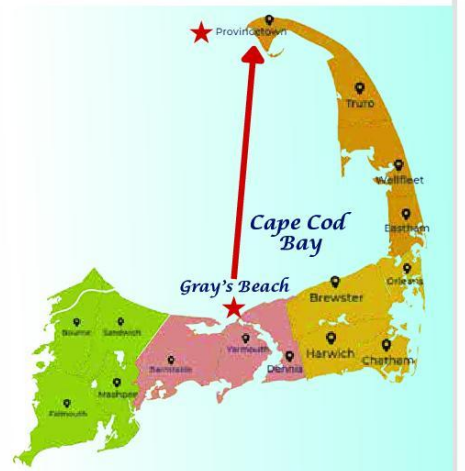 Provincetown
Truro
Wellfleet
Eastham
Cape Cod
Bay
Gray's Beach
Orleans
Brewster
Bourne
Sandwich
Yarmouth
Harwich
Chatham
Barnstable
Dennis
Mashpee
Falmouth